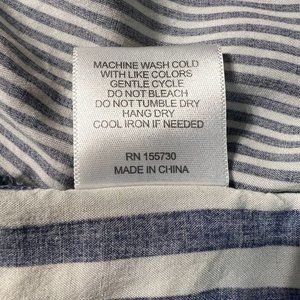 MACHINE WASH COLD
WITH LIKE COLORS
GENTLE CYCLE
DO NOT BLEACH
DO NOT TUMBLE DRY
HANG DRY
COOL IRON IF NEEDED
RN 155730
MADE IN CHINA